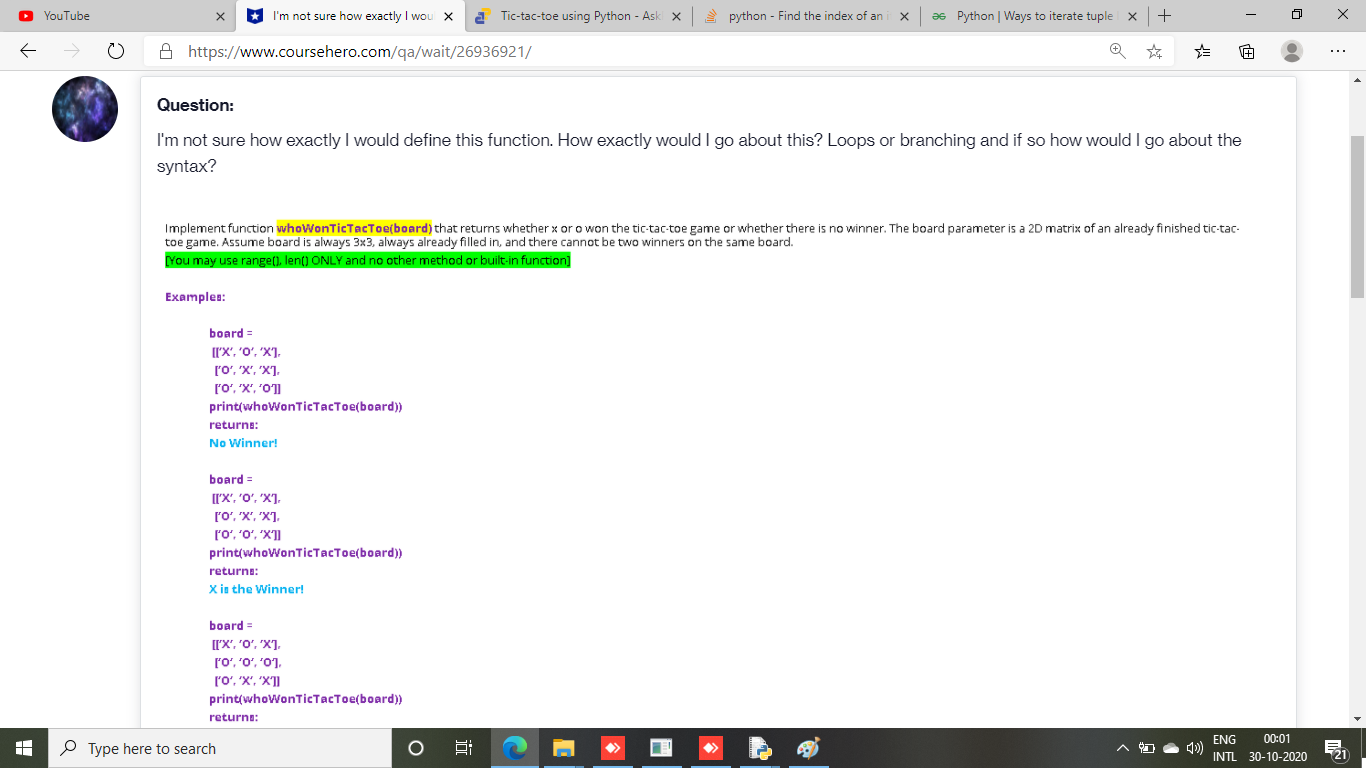 YouTube
I'm not sure how exactly I wou
Tic-tac-toe using Python - Ask
python - Find the index of an i
Python | Ways to iterate tuple l
https://www.coursehero.com/qa/wait/26936921/
Question:
I'm not sure how exactly I would define this function. How exactly would I go about this? Loops or branching and if so how would I go about the
syntax?
Implement function whoWonTicTacToe(board) that returns whether x or o won the tic-tac-toe game or whether there is no winner. The board parameter is a 2D matrix of an already finished tic-tac-
toe game. Assume board is always 3x3, always already filled in, and there cannot be two winners on the same board.
[You may use range(), len() ONLY and no other method or built-in function]
Examples:
board =
[['X', 'O', 'X'],
['O', 'X', 'X'],
['O', 'X', 'O']]
print(whoWonTicTacToe(board))
returns:
No Winner!
board =
[['X', 'O', 'X'],
['O', 'X', 'X'],
['O', 'O', 'X']]
print(whoWonTicTacToe(board))
returns:
X is the Winner!
board =
[['X', 'O', 'X'],
['O', 'O', 'O'],
['O', 'X', 'X']]
print(whoWonTicTacToe(board))
returns:
Type here to search
ENG
INTL
00:01
30-10-2020
21